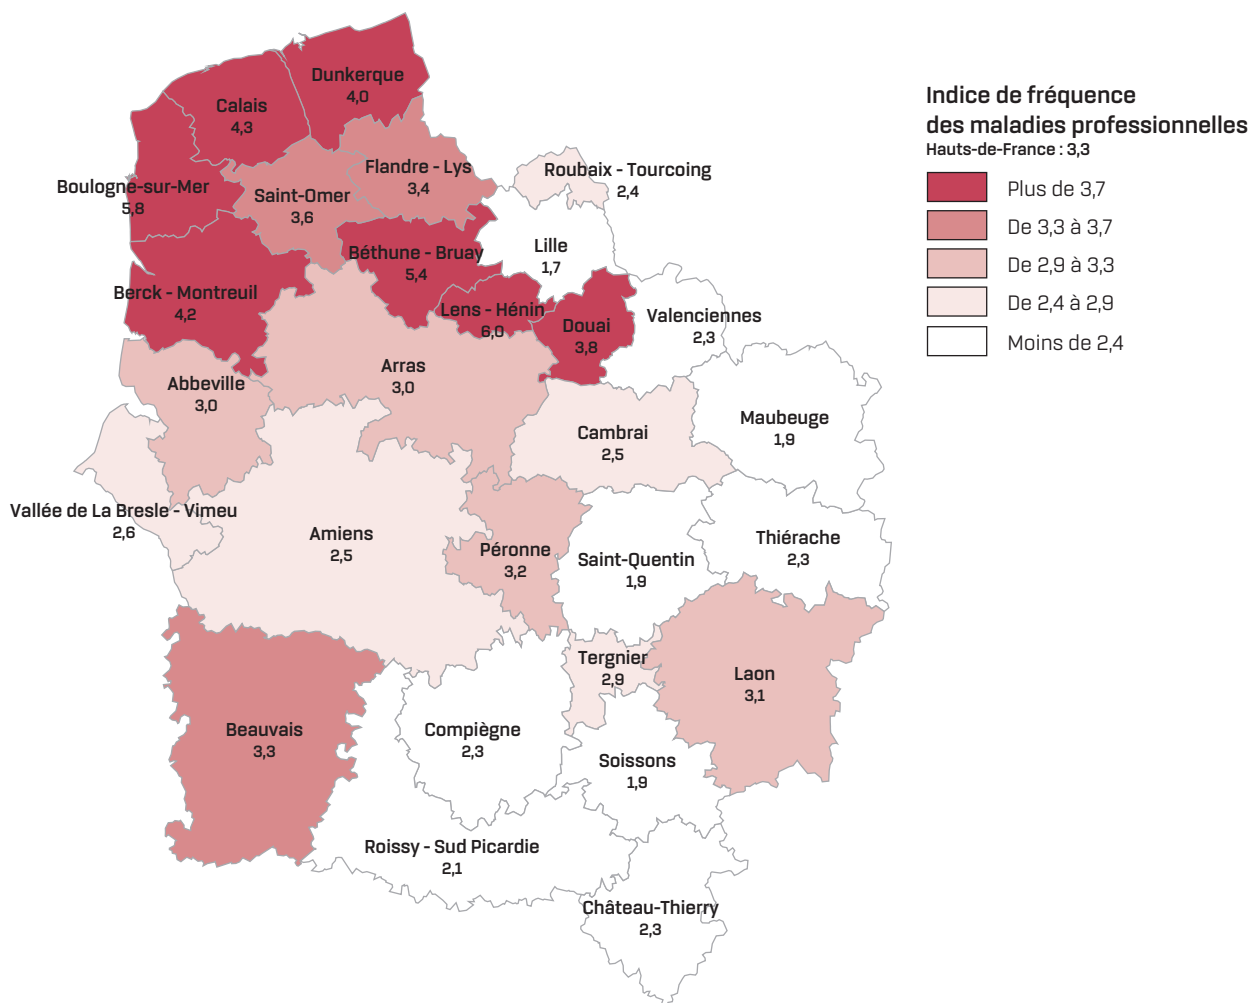 Indice de fréquence
des maladies professionnelles
Hauts-de-France : 3,3
Plus de 3,7
De 3,3 à 3,7
De 2,9 à 3,3
De 2,4 à 2,9
Moins de 2,4
Dunkerque
4,0
Calais
4,3
Flandre - Lys
3,4
Roubaix - Tourcoing
2,4
Boulogne-sur-Mer
5,8
Saint-Omer
3,6
Lille
1,7
Béthune - Bruay
5,4
Berck - Montreuil
4,2
Lens - Hénin
6,0
Douai
3,8
Valenciennes
2,3
Arras
3,0
Abbeville
3,0
Maubeuge
1,9
Cambrai
2,5
Vallée de La Bresle - Vimeu
2,6
Amiens
2,5
Péronne
3,2
Saint-Quentin
1,9
Thiérache
2,3
Tergnier
2,9
Laon
3,1
Beauvais
3,3
Compiègne
2,3
Soissons
1,9
Roissy - Sud Picardie
2,1
Château-Thierry
2,3